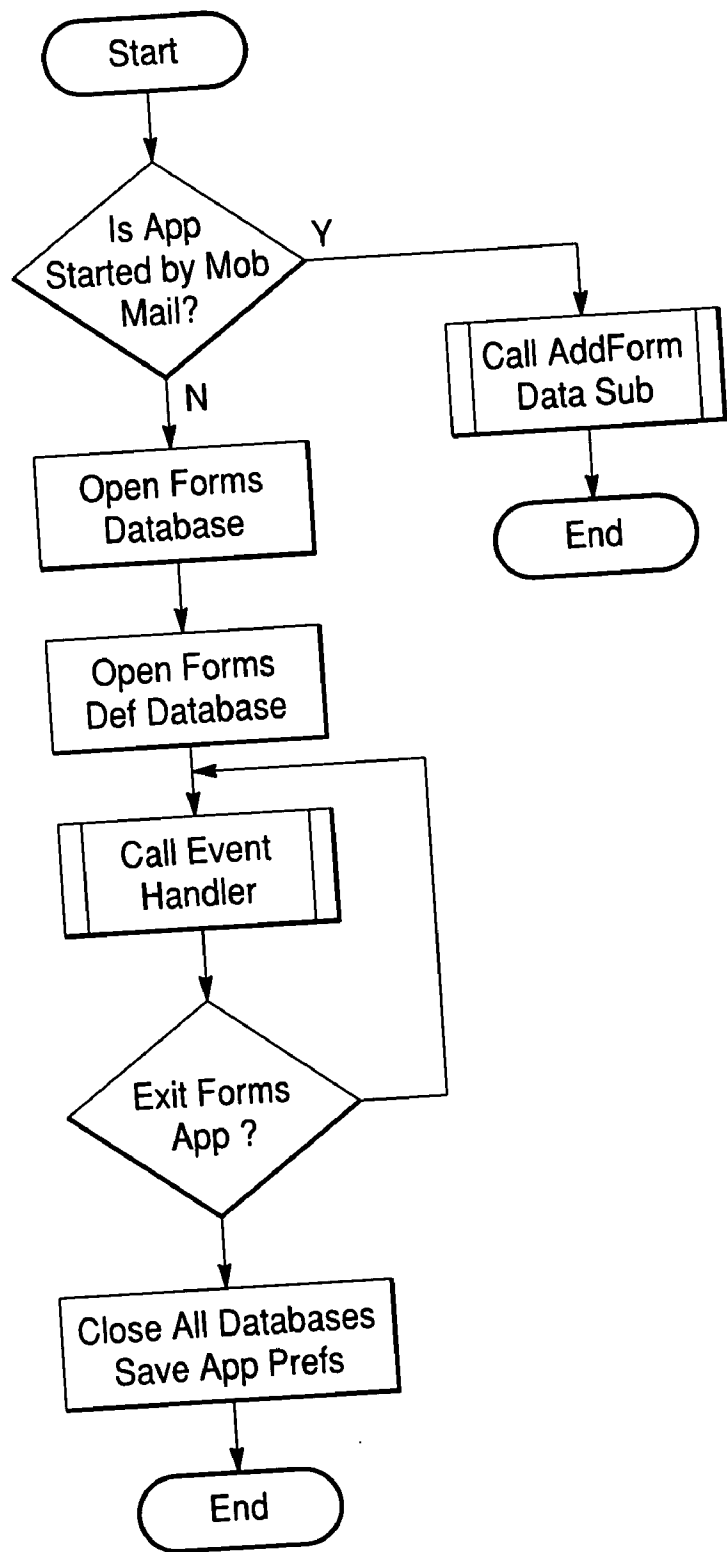 Start
Is App
Started by Mob
Mail?
Y
N
Call AddForm
Data Sub
End
Open Forms
Database
Open Forms
Def Database
Call Event
Handler
Exit Forms
App ?
Close All Databases
Save App Prefs
End